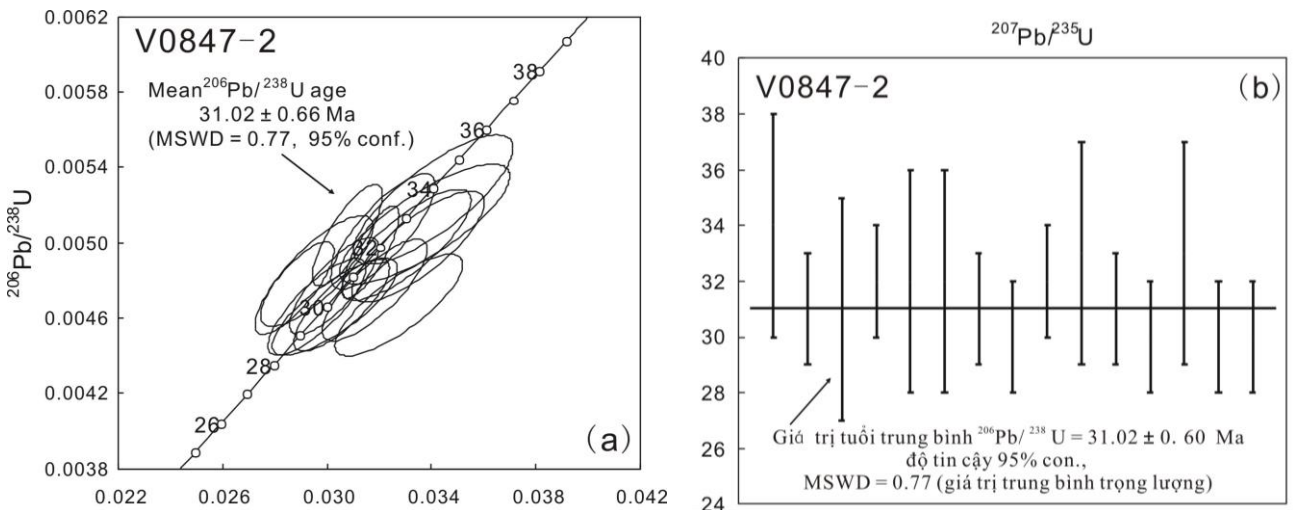 0.0062
V0847-2
Mean²⁰⁶Pb/²³⁸U age
31.02 ± 0.66 Ma
(MSWD = 0.77, 95% conf.)
0.0058
0.0054
0.0050
0.0046
0.0042
0.0038
²⁰⁶Pb/²³⁸U
38
36
34
32
30
28
26
(a)
0.022
0.026
0.030
0.034
0.038
0.042
²⁰⁷Pb/²³⁵U
40
38
36
34
32
30
28
26
24
V0847-2
(b)
Giá trị tuổi trung bình ²⁰⁶Pb/²³⁸U = 31.02 ± 0.60 Ma
độ tin cậy 95% con.,
MSWD = 0.77 (giá trị trung bình trọng lượng)